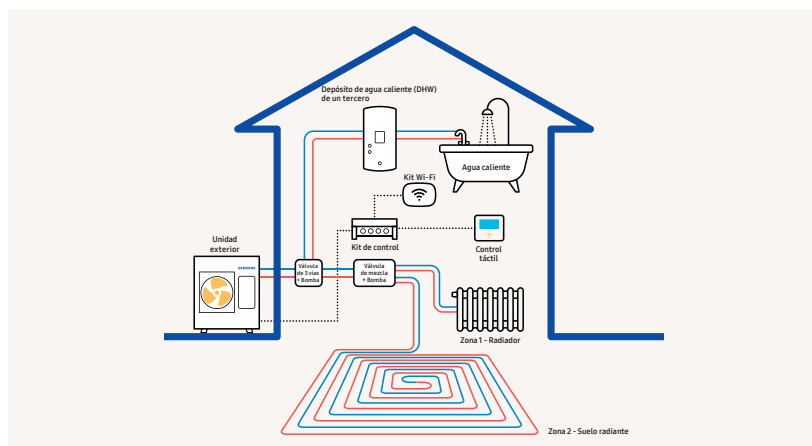 Depósito de agua caliente (DHW)
de un tercero
Agua caliente
Kit Wi-Fi
Kit de control
Control
táctil
Unidad
exterior
SAMSUNG
Válvula
de 3 vías
+ Bomba
Válvula
de mezcla
+ Bomba
Zona 1 - Radiador
Zona 2 - Suelo radiante